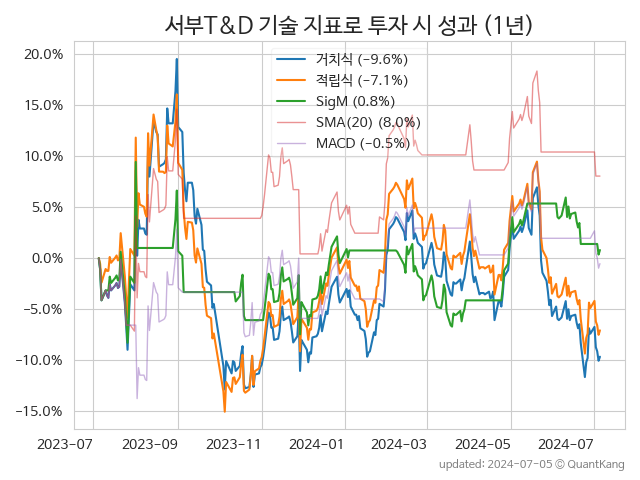 서부T&D 기술 지표로 투자 시 성과 (1년)
거치식 (−9.6%)
적립식 (−7.1%)
SigM (0.8%)
SMA(20) (8.0%)
MACD (−0.5%)
20.0%
15.0%
10.0%
5.0%
0.0%
−5.0%
−10.0%
−15.0%
2023-07 2023-09 2023-11 2024-01 2024-03 2024-05 2024-07
updated: 2024-07-05 © QuantKang